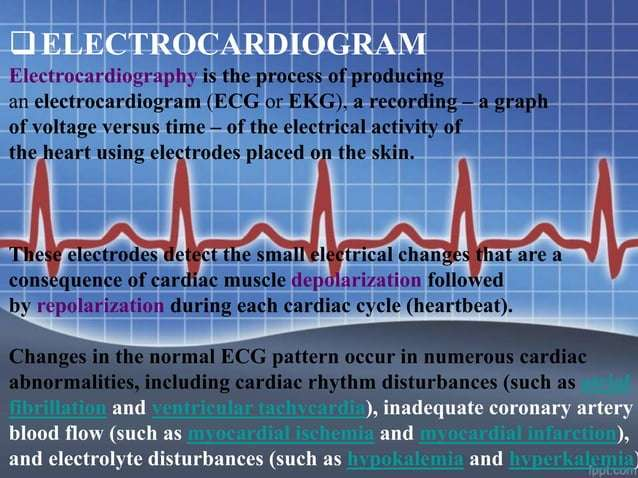 ❑ELECTROCARDIOGRAM
Electrocardiography is the process of producing
an electrocardiogram (ECG or EKG), a recording – a graph
of voltage versus time – of the electrical activity of
the heart using electrodes placed on the skin.
These electrodes detect the small electrical changes that are a
consequence of cardiac muscle depolarization followed
by repolarization during each cardiac cycle (heartbeat).
Changes in the normal ECG pattern occur in numerous cardiac
abnormalities, including cardiac rhythm disturbances (such as atrial
fibrillation and ventricular tachycardia), inadequate coronary artery
blood flow (such as myocardial ischemia and myocardial infarction),
and electrolyte disturbances (such as hypokalemia and hyperkalemia)
fppt.com